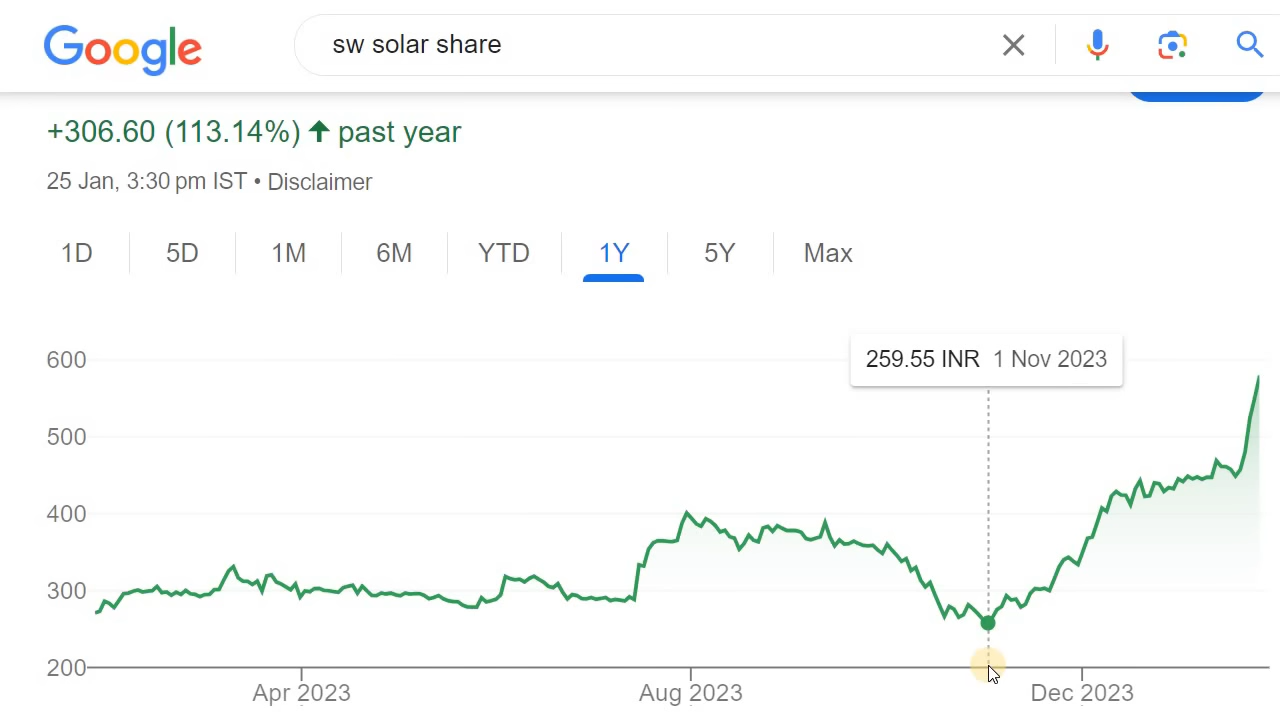 Google
sw solar share
+306.60 (113.14%) ↑ past year
25 Jan, 3:30 pm IST • Disclaimer
1D 5D 1M 6M YTD 1Y 5Y Max
259.55 INR 1 Nov 2023
600
500
400
300
200
Apr 2023 Aug 2023 Dec 2023